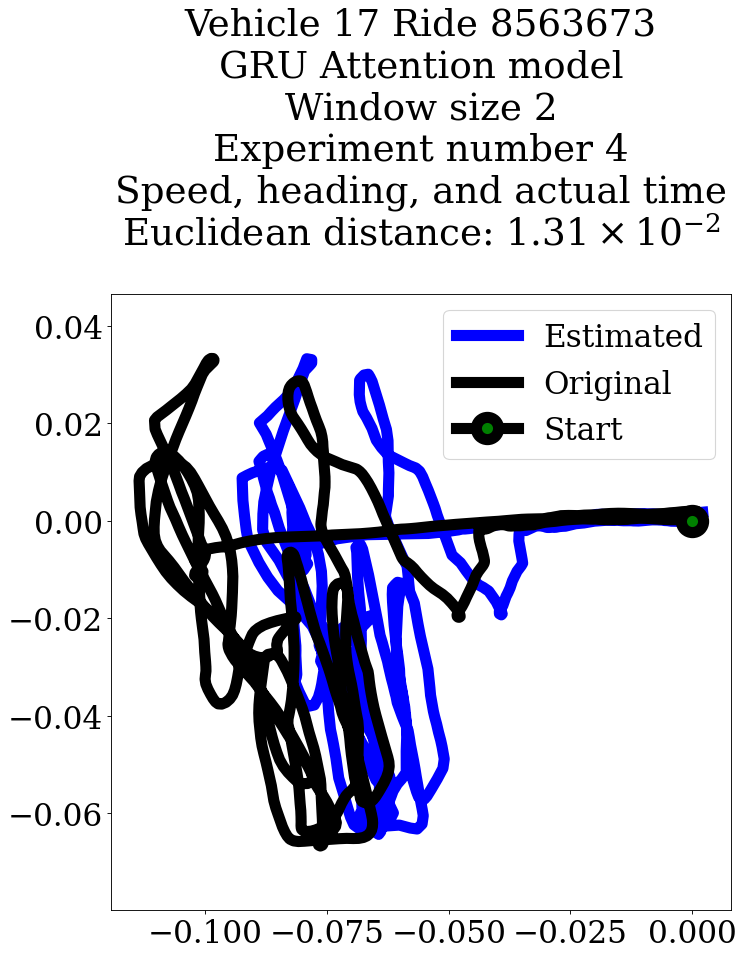 Vehicle 17 Ride 8563673
GRU Attention model
Window size 2
Experiment number 4
Speed, heading, and actual time
Euclidean distance: 1.31 × 10⁻²
Estimated
Original
Start
0.04
0.02
0.00
−0.02
−0.04
−0.06
−0.100 −0.075 −0.050 −0.025 0.000